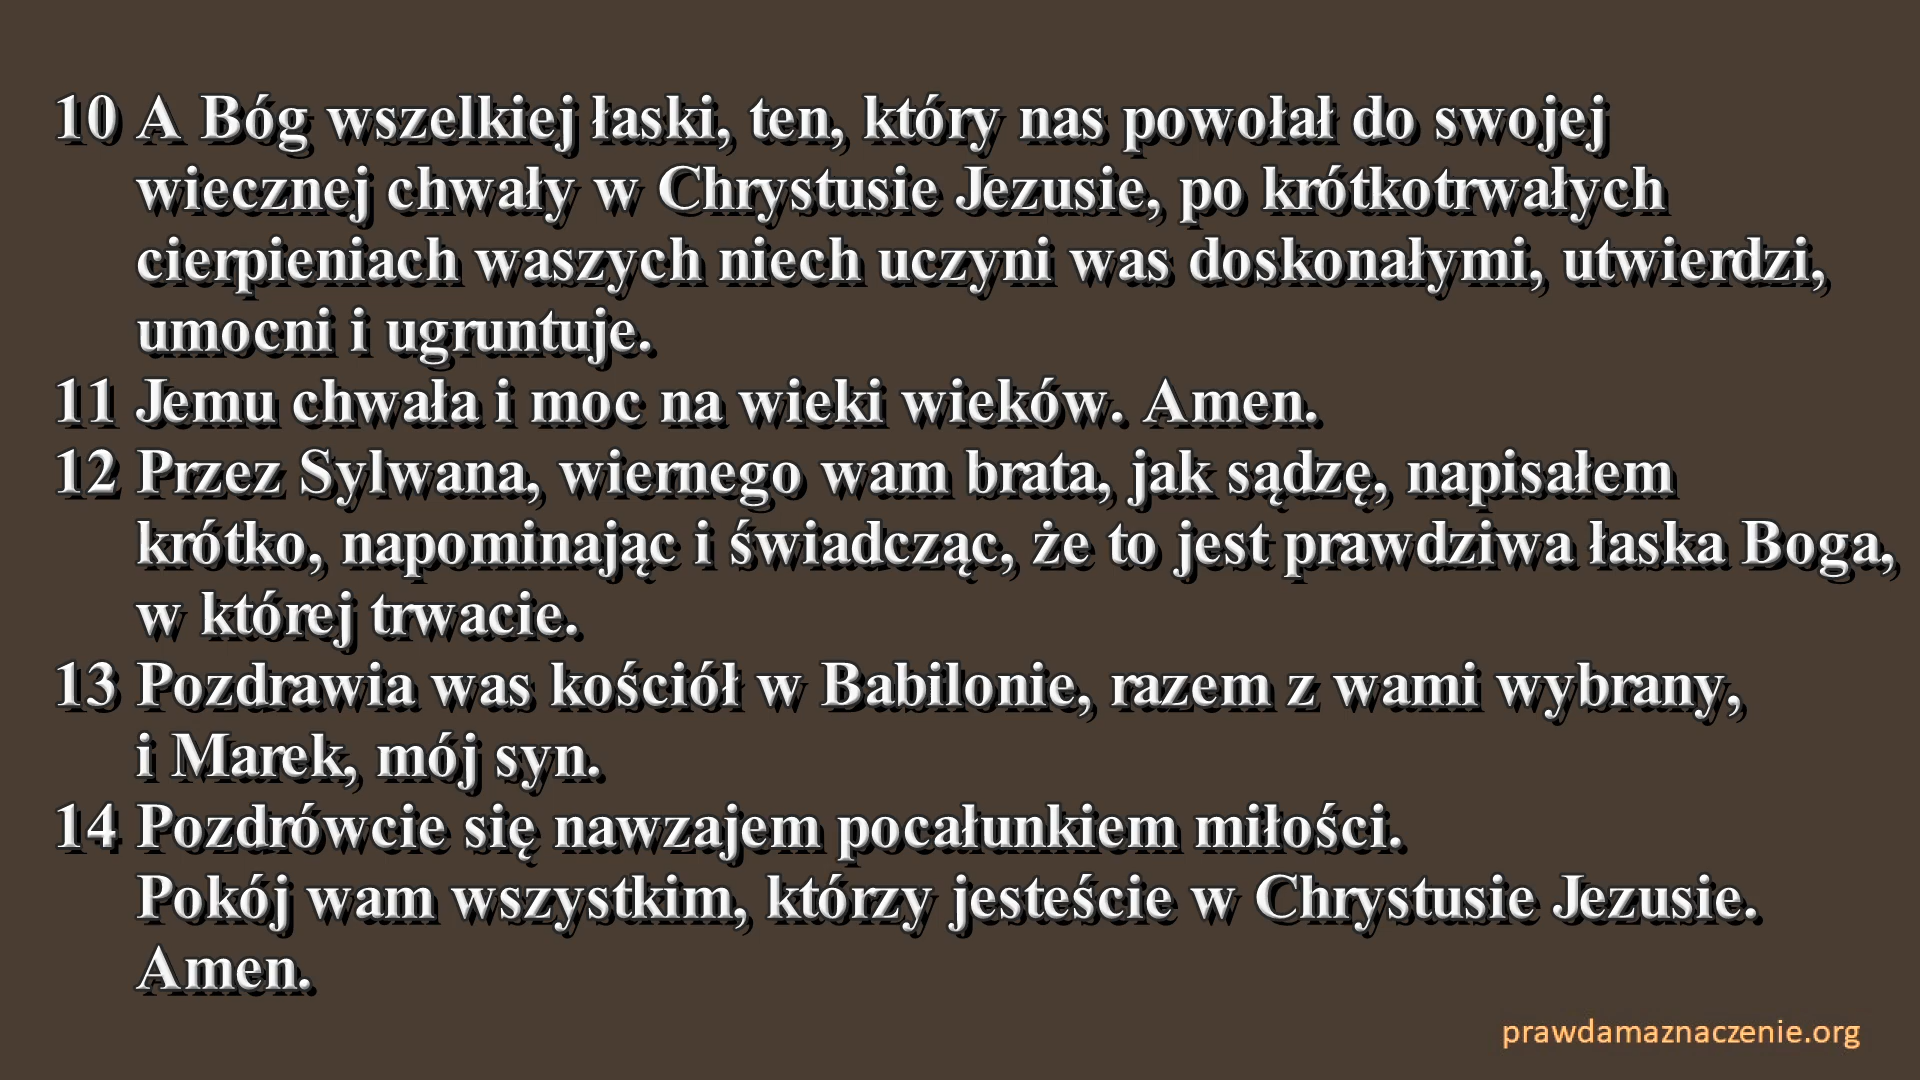 10 A Bóg wszelkiej łaski, ten, który nas powołał do swojej
wiecznej chwały w Chrystusie Jezusie, po krótkotrwałych
cierpieniach waszych niech uczyni was doskonałymi, utwierdzi,
umocni i ugruntuje.
11 Jemu chwała i moc na wieki wieków. Amen.
12 Przez Sylwana, wiernego wam brata, jak sądzę, napisałem
krótko, napominając i świadcząc, że to jest prawdziwa łaska Boga,
w której trwacie.
13 Pozdrawia was kościół w Babilonie, razem z wami wybrany,
i Marek, mój syn.
14 Pozdrówcie się nawzajem pocałunkiem miłości.
Pokój wam wszystkim, którzy jesteście w Chrystusie Jezusie.
Amen.
prawdamaznaczenie.org